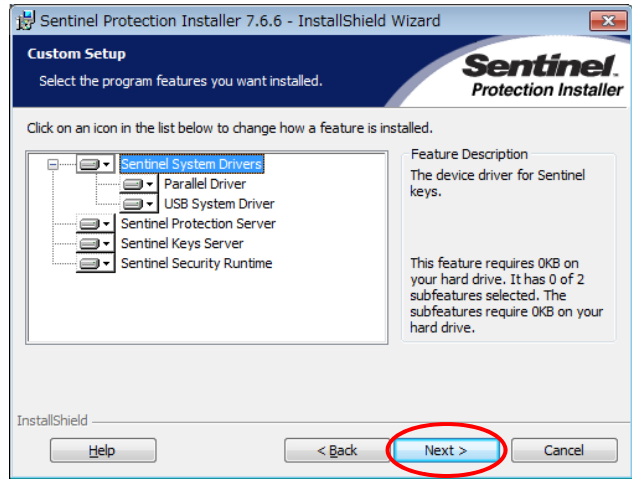 Sentinel Protection Installer 7.6.6 - InstallShield Wizard
Custom Setup
Select the program features you want installed.
Sentinel.
Protection Installer
Click on an icon in the list below to change how a feature is installed.
Sentinel System Drivers
Parallel Driver
USB System Driver
Sentinel Protection Server
Sentinel Keys Server
Sentinel Security Runtime
Feature Description
The device driver for Sentinel
keys.
This feature requires 0KB on
your hard drive. It has 0 of 2
subfeatures selected. The
subfeatures require 0KB on your
hard drive.
InstallShield
Help
< Back
Next >
Cancel